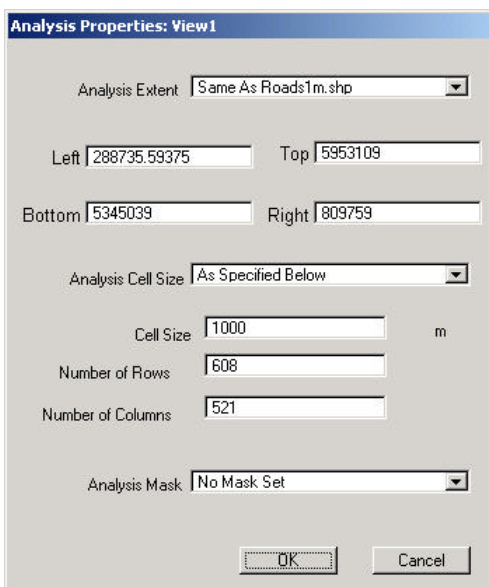 Analysis Properties: View1
Analysis Extent Same As Roads1m.shp
Left 288735.59375 Top 5953109
Bottom 5345039 Right 809759
Analysis Cell Size As Specified Below
Cell Size 1000 m
Number of Rows 608
Number of Columns 521
Analysis Mask No Mask Set
OK Cancel